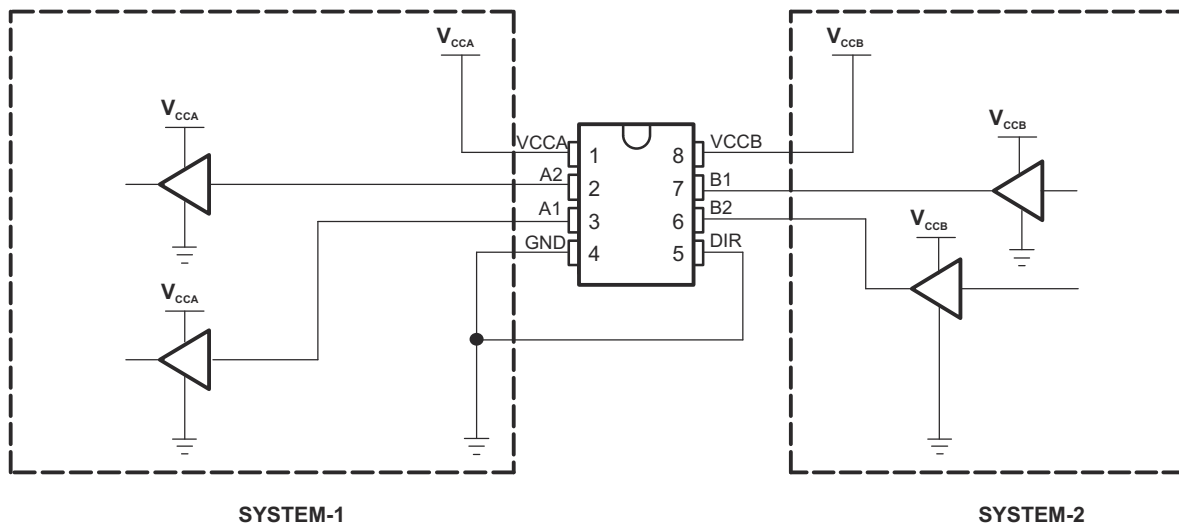 VCCA
VCCB
VCCA
VCCB
VCCA 1 8 VCCB
A2 2 7 B1
A1 3 6 B2
GND 4 5 DIR
VCCB
VCCA
SYSTEM-1
SYSTEM-2